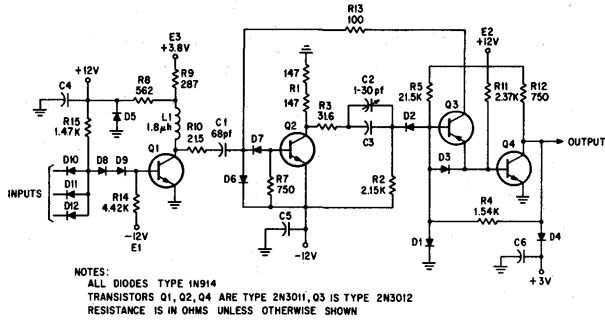 R13
100
E3
+3.8V
E2
+12V
+12V
C4
R8
562
R9
287
147
R1
147
C2
1-30pf
R5
21.5K
Q3
R11
2.37K
R12
750
R15
1.47K
D5
L1
1.8μh
R10
215
C1
68pf
D7
Q2
R3
31.6
D2
C3
Q4
OUTPUT
D10
D8
D9
Q1
D3
INPUTS
D11
D12
R14
4.42K
D6
R7
750
R2
2.15K
R4
1.54K
-12V
E1
C5
-12V
D1
D4
C6
+3V
NOTES:
ALL DIODES TYPE 1N914
TRANSISTORS Q1, Q2, Q4 ARE TYPE 2N3011, Q3 IS TYPE 2N3012
RESISTANCE IS IN OHMS UNLESS OTHERWISE SHOWN